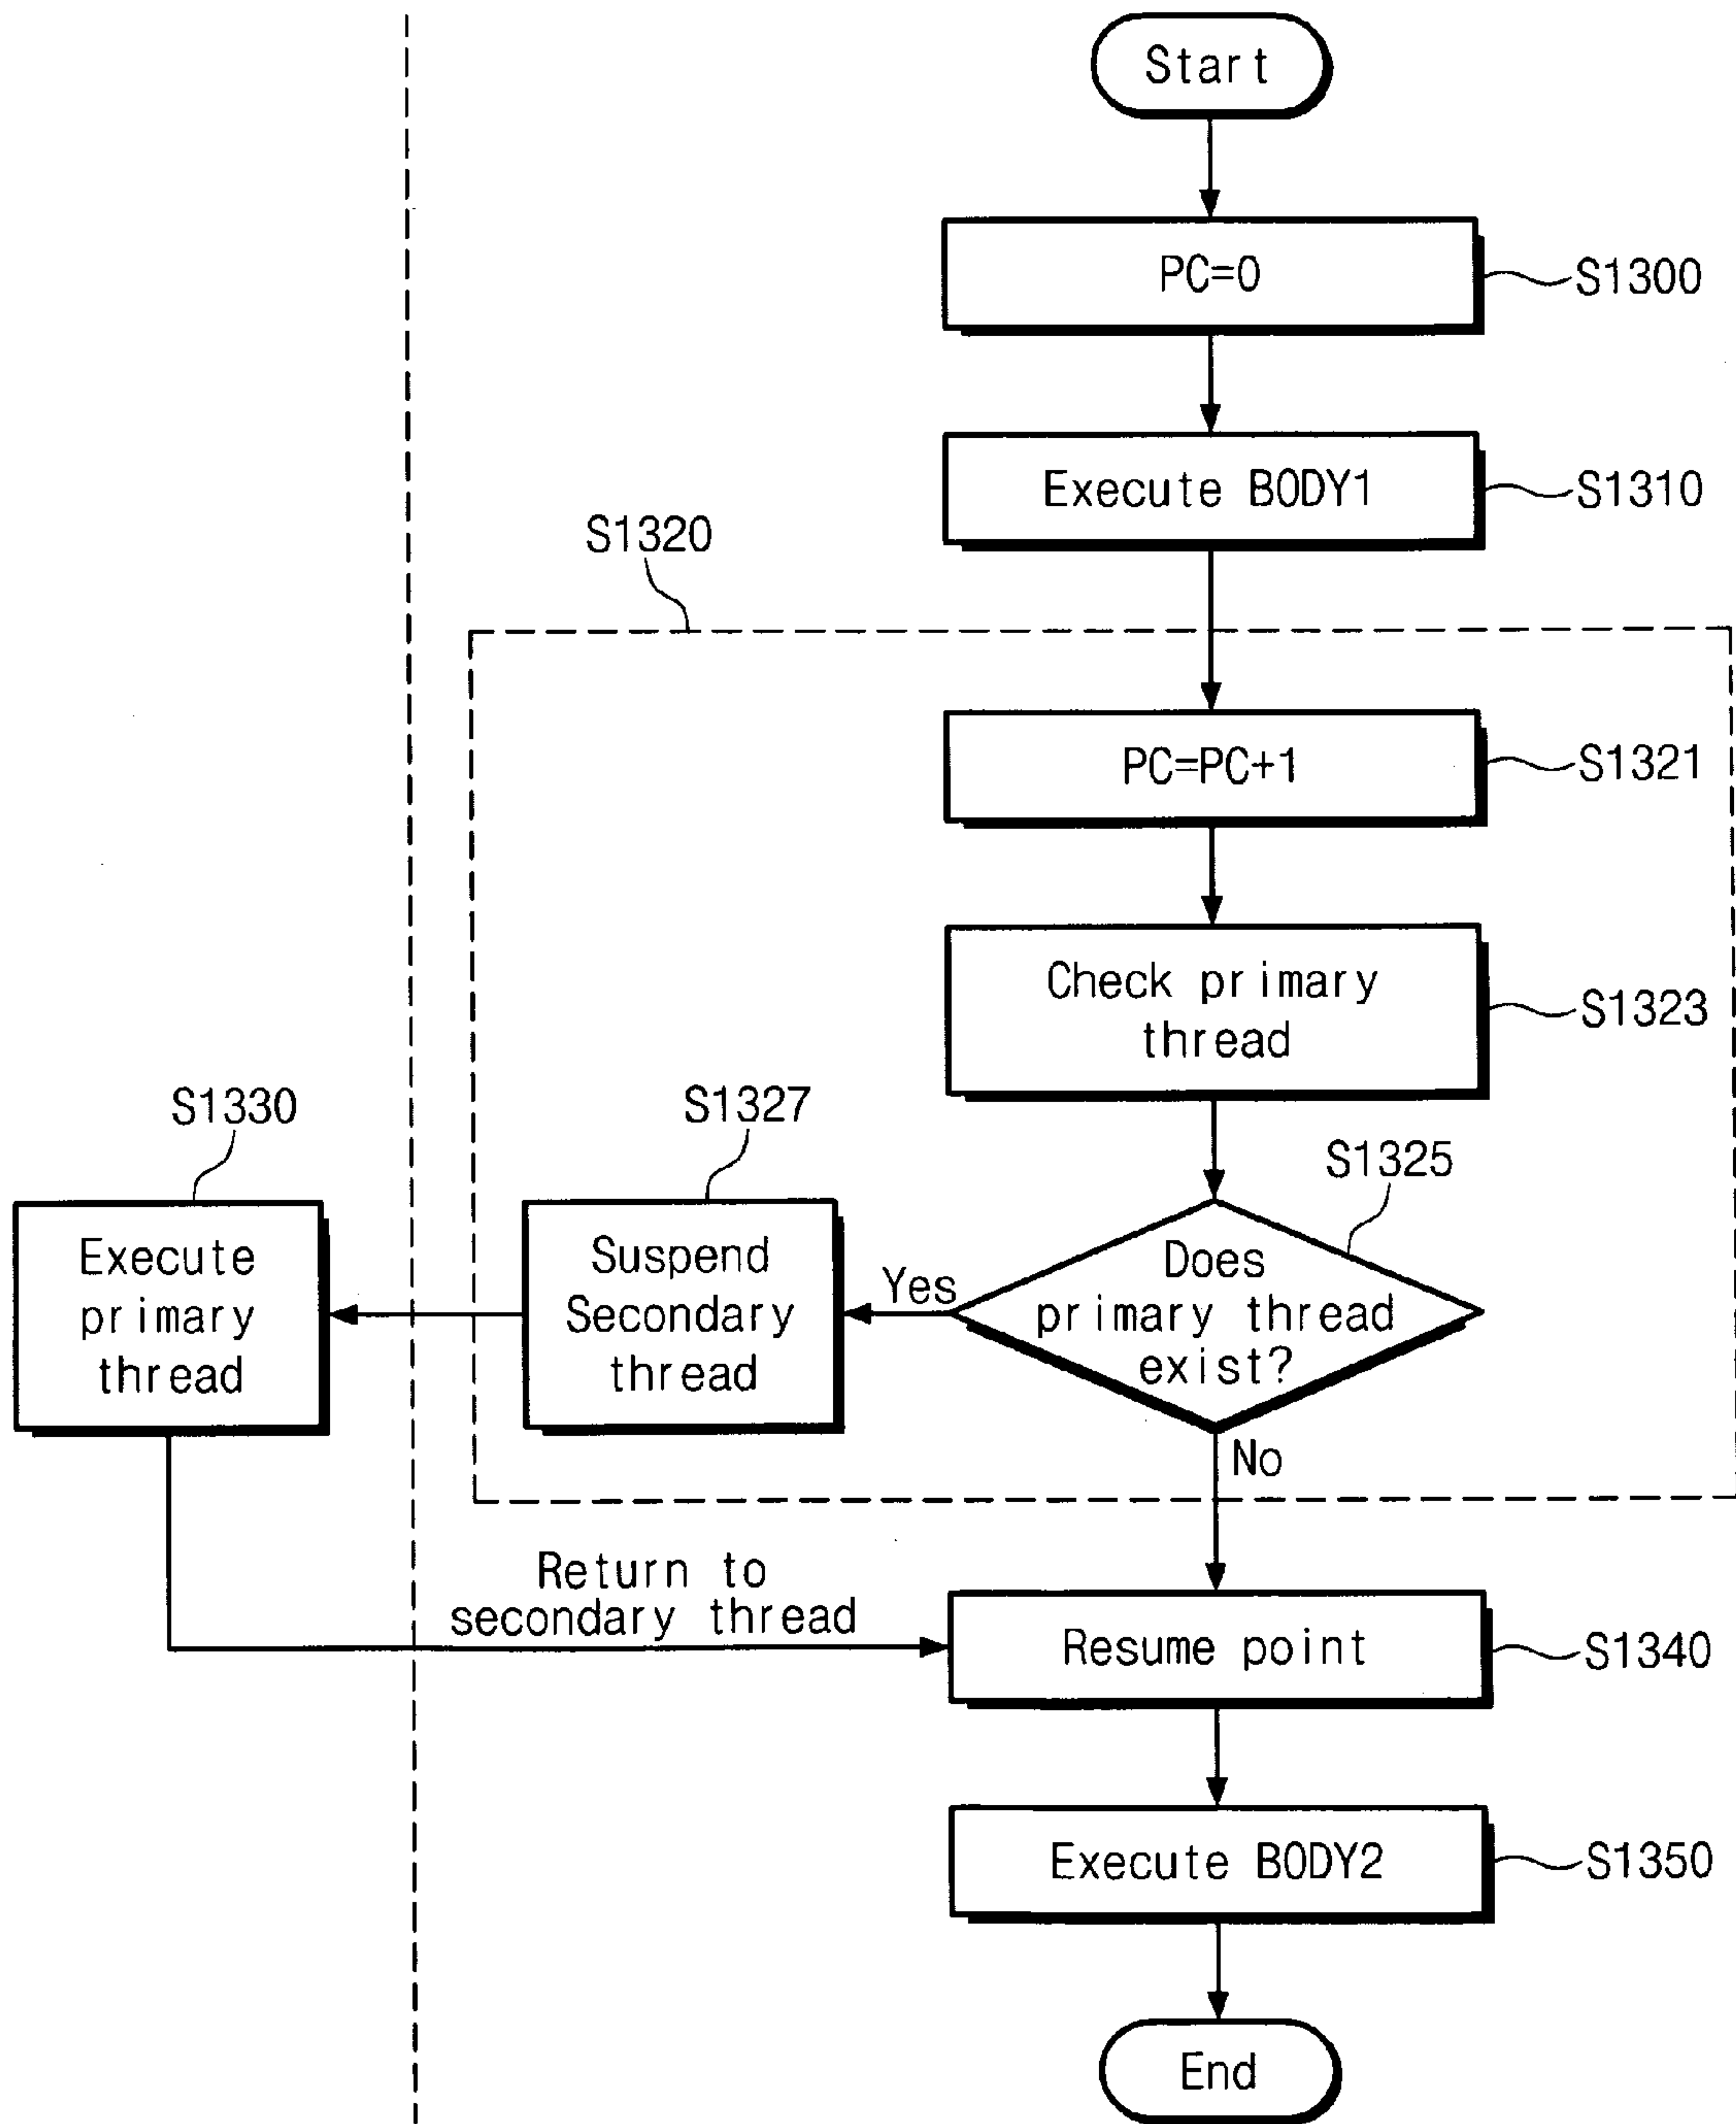 Start
PC=0
S1300
Execute BODY1
S1310
S1320
PC=PC+1
S1321
Check primary
thread
S1323
S1330
S1327
S1325
Execute
primary
thread
Suspend
Secondary
thread
Yes
Does
primary thread
exist?
No
Return to
secondary thread
Resume point
S1340
Execute BODY2
S1350
End